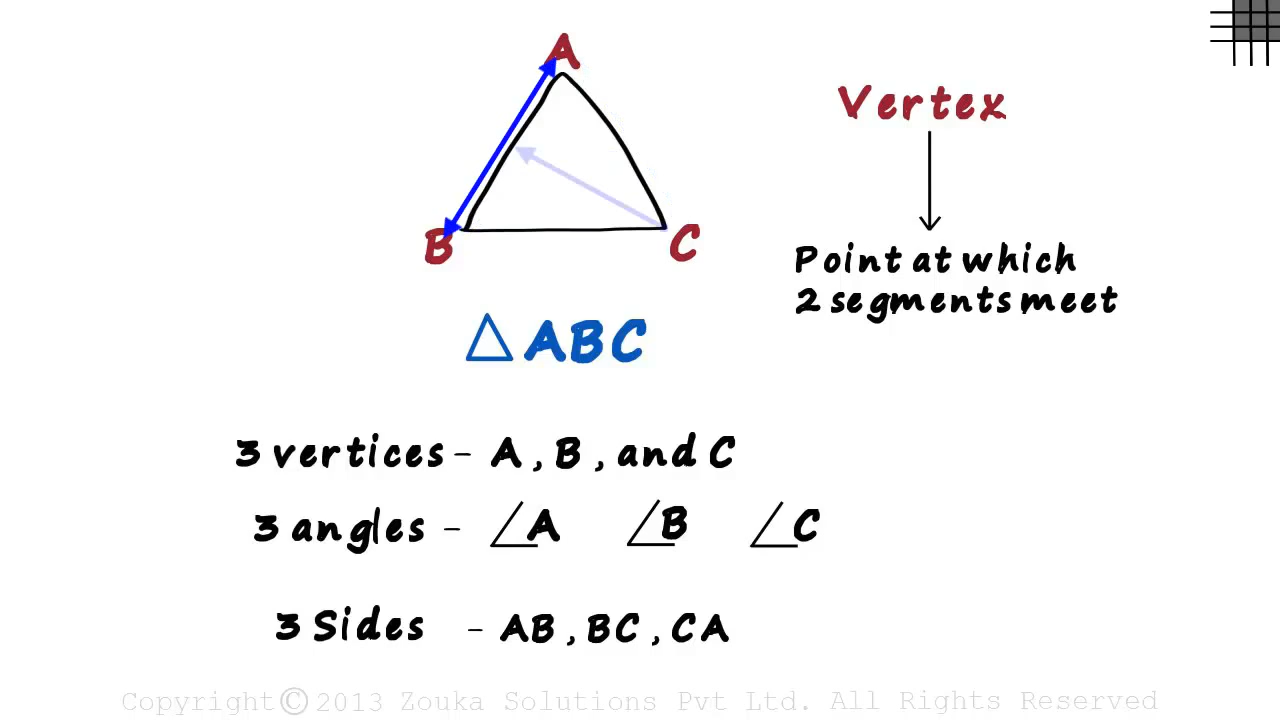 A
B
C
△ABC
Vertex
Point at which
2 segments meet
3 vertices - A, B, and C
3 angles - ∠A ∠B ∠C
3 Sides - AB, BC, CA
Copyright© 2013 Zouka Solutions Pvt Ltd. All Rights Reserved